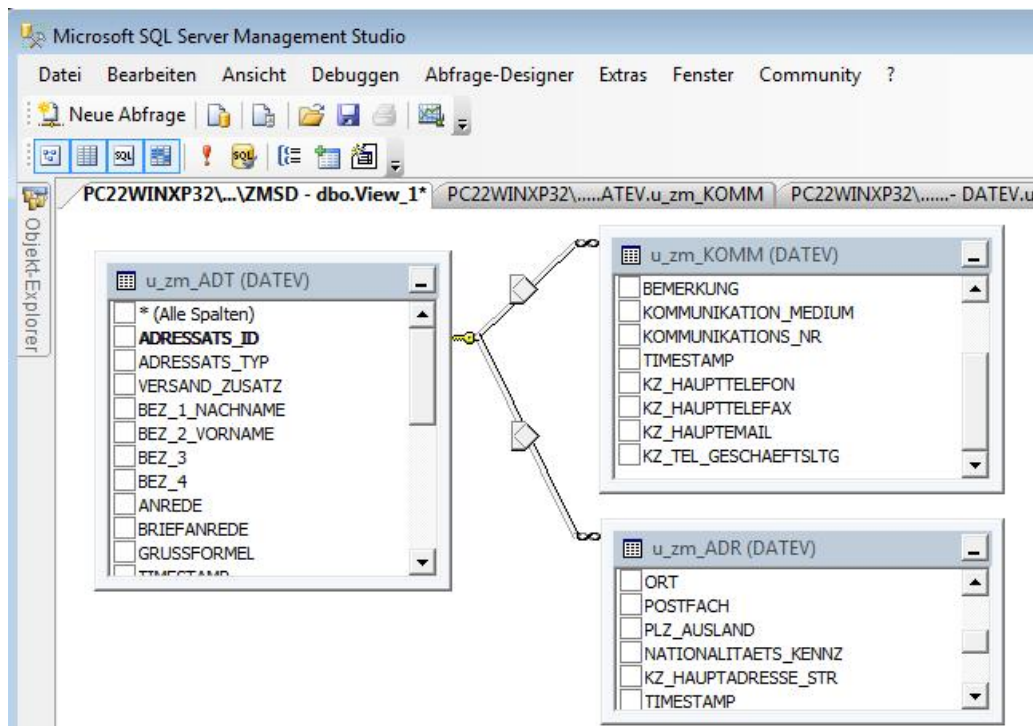 Microsoft SQL Server Management Studio
Datei Bearbeiten Ansicht Debuggen Abfrage-Designer Extras Fenster Community ?
Neue Abfrage
SQL
SQL
PC22WINXP32\...\ZMSD - dbo.View_1* PC22WINXP32\.....ATEV.u_zm_KOMM PC22WINXP32\......- DATEV.u
Objekt-Explorer
u_zm_ADT (DATEV)
* (Alle Spalten)
ADRESSATS_ID
ADRESSATS_TYP
VERSAND_ZUSATZ
BEZ_1_NACHNAME
BEZ_2_VORNAME
BEZ_3
BEZ_4
ANREDE
BRIEFANREDE
GRUSSFORMEL
TIMESTAMP
u_zm_KOMM (DATEV)
BEMERKUNG
KOMMUNIKATION_MEDIUM
KOMMUNIKATIONS_NR
TIMESTAMP
KZ_HAUPTTELEFON
KZ_HAUPTTELEFAX
KZ_HAUPTEMAIL
KZ_TEL_GESCHAEFTSLTG
u_zm_ADR (DATEV)
ORT
POSTFACH
PLZ_AUSLAND
NATIONALITAETS_KENNZ
KZ_HAUPTADRESSE_STR
TIMESTAMP